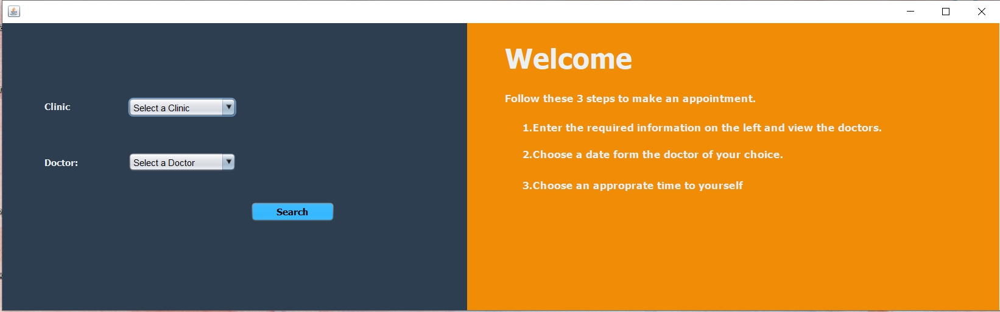 Clinic
Select a Clinic
Doctor:
Select a Doctor
Search
Welcome
Follow these 3 steps to make an appointment.
1.Enter the required information on the left and view the doctors.
2.Choose a date form the doctor of your choice.
3.Choose an approprate time to yourself